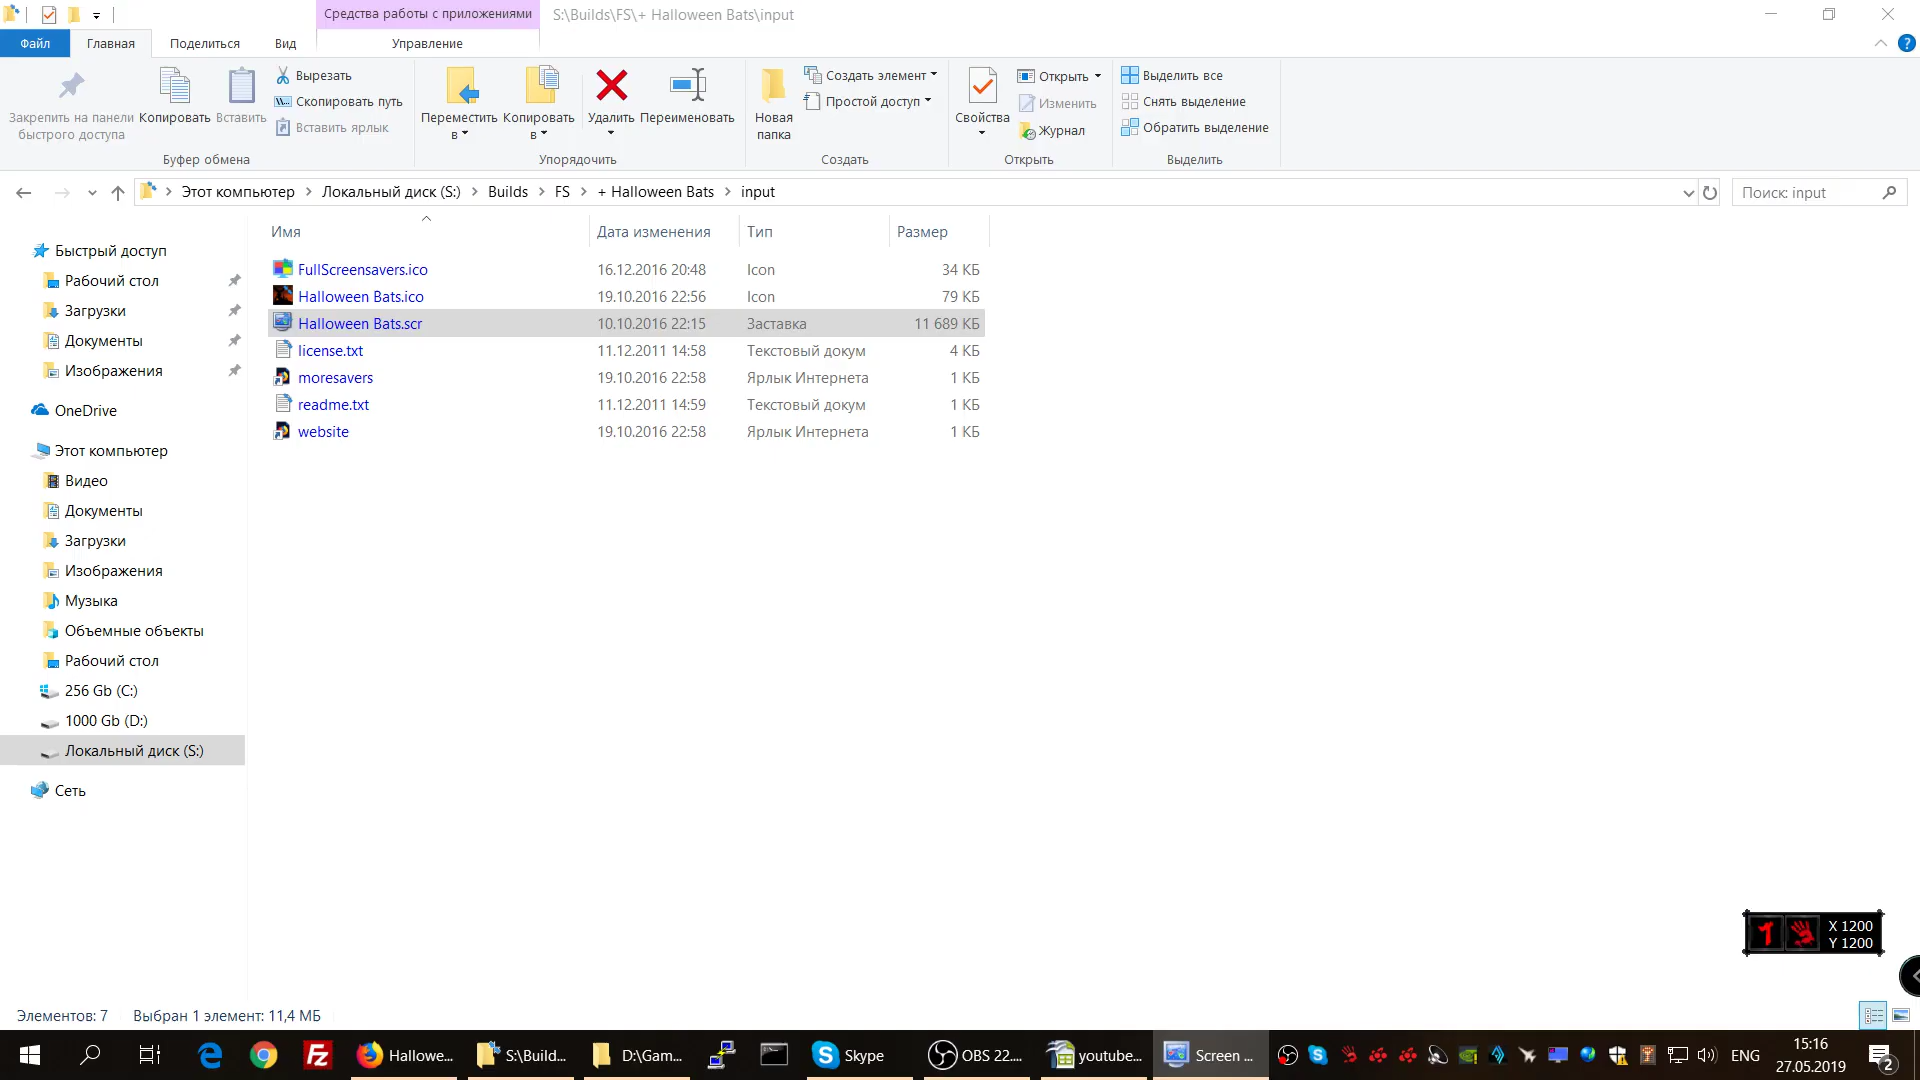 Средства работы с приложениями
S:\Builds\FS\+ Halloween Bats\input
Файл
Главная
Поделиться
Вид
Управление
?
Закрепить на панели
быстрого доступа
Копировать
Вставить
Вырезать
Скопировать путь
Вставить ярлык
Буфер обмена
Переместить
в
Копировать
в
Удалить
Переименовать
Упорядочить
Новая
папка
Создать элемент
Простой доступ
Создать
Свойства
Открыть
Изменить
Журнал
Открыть
Выделить все
Снять выделение
Обратить выделение
Выделить
Этот компьютер
Локальный диск (S:)
Builds
FS
+ Halloween Bats
input
Поиск: input
Имя
Дата изменения
Тип
Размер
FullScreensavers.ico 16.12.2016 20:48 Icon 34 КБ
Halloween Bats.ico 19.10.2016 22:56 Icon 79 КБ
Halloween Bats.scr 10.10.2016 22:15 Заставка 11 689 КБ
license.txt 11.12.2011 14:58 Текстовый докум 4 КБ
moresavers 19.10.2016 22:58 Ярлык Интернета 1 КБ
readme.txt 11.12.2011 14:59 Текстовый докум 1 КБ
website 19.10.2016 22:58 Ярлык Интернета 1 КБ
Быстрый доступ
Рабочий стол
Загрузки
Документы
Изображения
OneDrive
Этот компьютер
Видео
Документы
Загрузки
Изображения
Музыка
Объемные объекты
Рабочий стол
256 Gb (C:)
1000 Gb (D:)
Локальный диск (S:)
Сеть
X 1200
Y 1200
Элементов: 7
Выбран 1 элемент: 11,4 МБ
Hallowe...
S:\Build...
D:\Gam...
Skype
OBS 22....
youtube...
Screen ...
ENG
15:16
27.05.2019
2